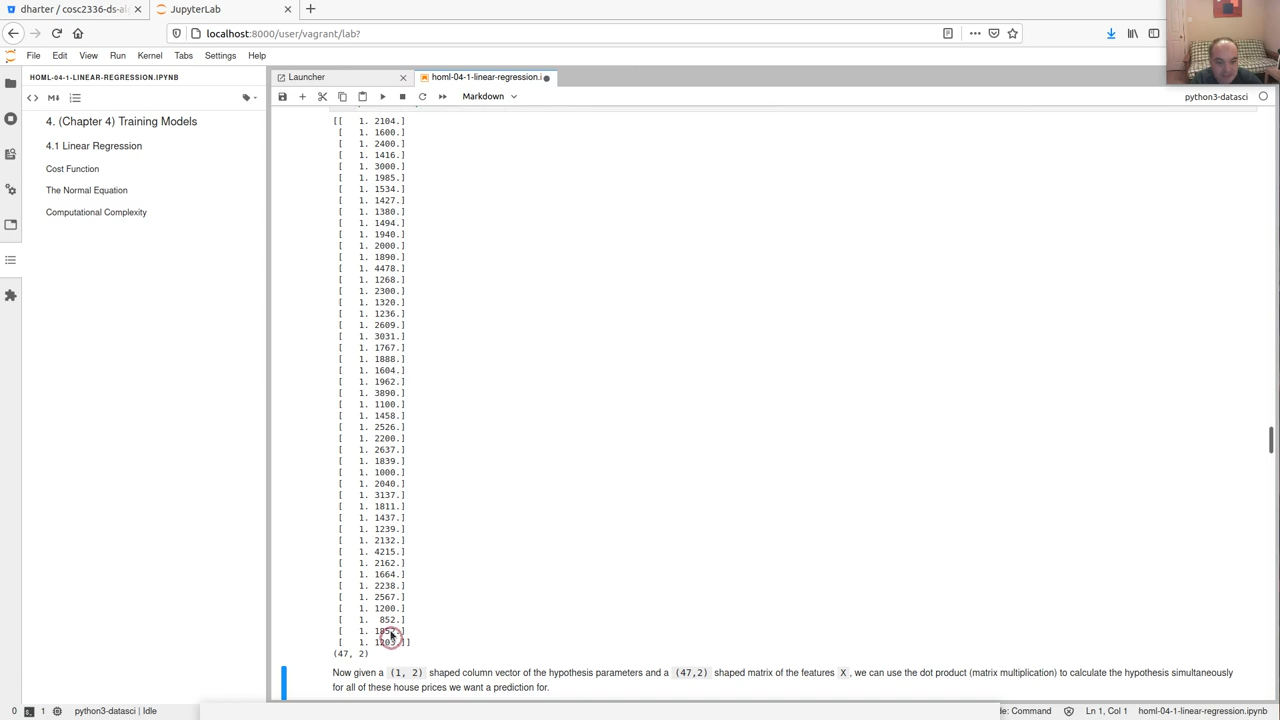 dharter / cosc2336-ds-al
JupyterLab
localhost:8080/user/vagrant/lab?
File Edit View Run Kernel Tabs Settings Help
HOML-04-1-LINEAR-REGRESSION.IPYNB
4. (Chapter 4) Training Models
4.1 Linear Regression
Cost Function
The Normal Equation
Computational Complexity
Launcher
homl-04-1-linear-regression.i
Markdown
python3-datasci
[[ 1. 2104.]
[ 1. 1600.]
[ 1. 2400.]
[ 1. 1416.]
[ 1. 3000.]
[ 1. 1985.]
[ 1. 1534.]
[ 1. 1427.]
[ 1. 1380.]
[ 1. 1494.]
[ 1. 1940.]
[ 1. 2000.]
[ 1. 1890.]
[ 1. 4478.]
[ 1. 1268.]
[ 1. 2300.]
[ 1. 1320.]
[ 1. 1236.]
[ 1. 2609.]
[ 1. 3031.]
[ 1. 1767.]
[ 1. 1888.]
[ 1. 1604.]
[ 1. 1962.]
[ 1. 3890.]
[ 1. 1100.]
[ 1. 1458.]
[ 1. 2526.]
[ 1. 2200.]
[ 1. 2637.]
[ 1. 1839.]
[ 1. 1000.]
[ 1. 2040.]
[ 1. 3137.]
[ 1. 1811.]
[ 1. 1437.]
[ 1. 1239.]
[ 1. 2132.]
[ 1. 4215.]
[ 1. 2162.]
[ 1. 1664.]
[ 1. 2238.]
[ 1. 2567.]
[ 1. 1200.]
[ 1. 852.]
[ 1. 1852.]
[ 1. 1203.]]
(47, 2)
Now given a (1, 2) shaped column vector of the hypothesis parameters and a (47,2) shaped matrix of the features X , we can use the dot product (matrix multiplication) to calculate the hypothesis simultaneously
for all of these house prices we want a prediction for.
0 1 python3-datasci | Idle
de: Command Ln 1, Col 1 homl-04-1-linear-regression.ipynb